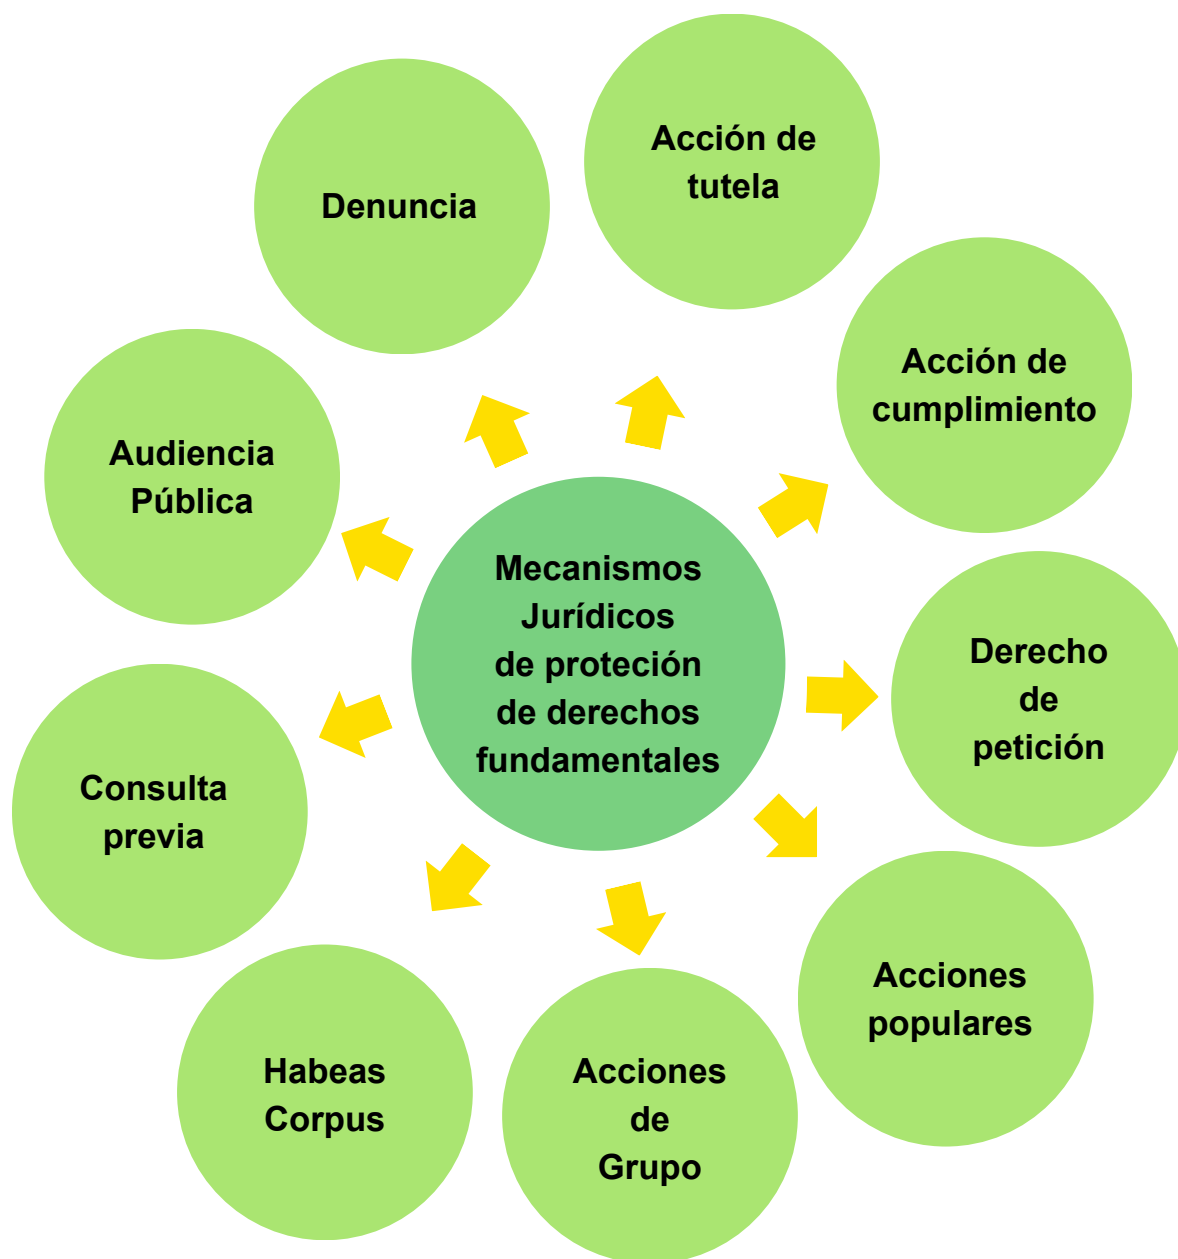 Acción de
tutela
Denuncia
Acción de
cumplimiento
Audiencia
Pública
Mecanismos
Jurídicos
de proteción
de derechos
fundamentales
Derecho
de
petición
Consulta
previa
Acciones
populares
Habeas
Corpus
Acciones
de
Grupo